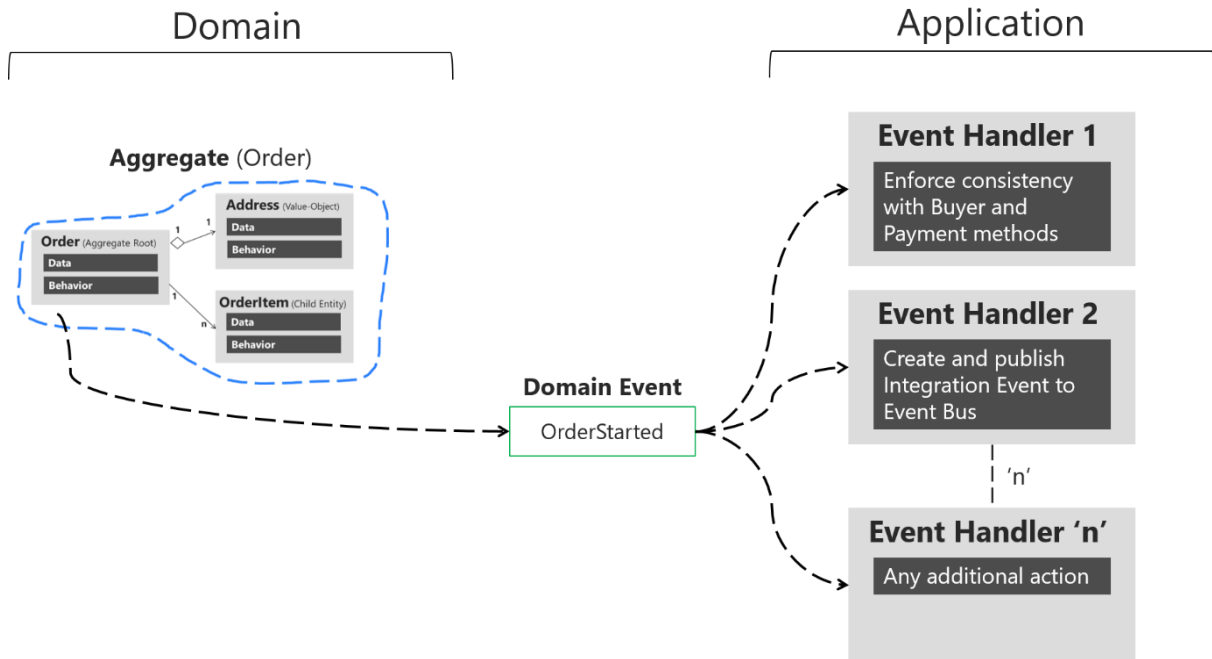 Domain
Application
Aggregate (Order)
Address (Value-Object)
Data
Behavior
1
1
Order (Aggregate Root)
Data
Behavior
1
n
OrderItem (Child Entity)
Data
Behavior
Domain Event
OrderStarted
Event Handler 1
Enforce consistency
with Buyer and
Payment methods
Event Handler 2
Create and publish
Integration Event to
Event Bus
‘n’
Event Handler ‘n’
Any additional action